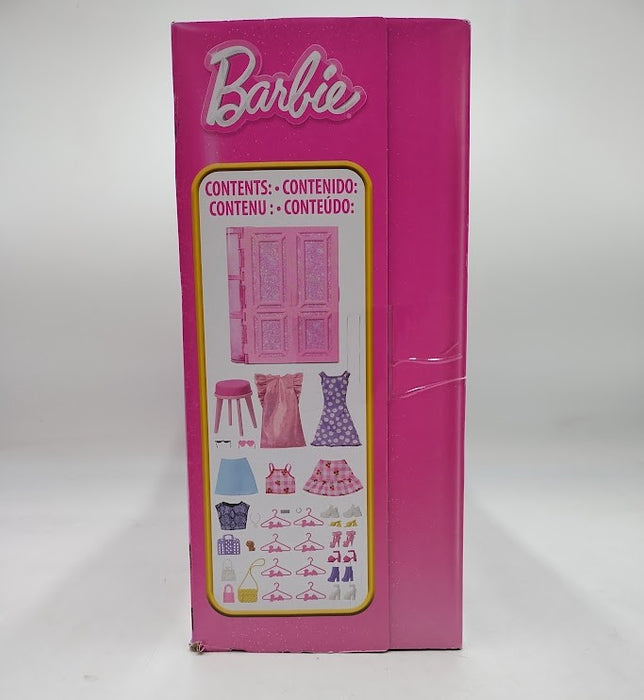 Barbie®
CONTENTS: • CONTENIDO:
CONTENU : • CONTEÚDO: